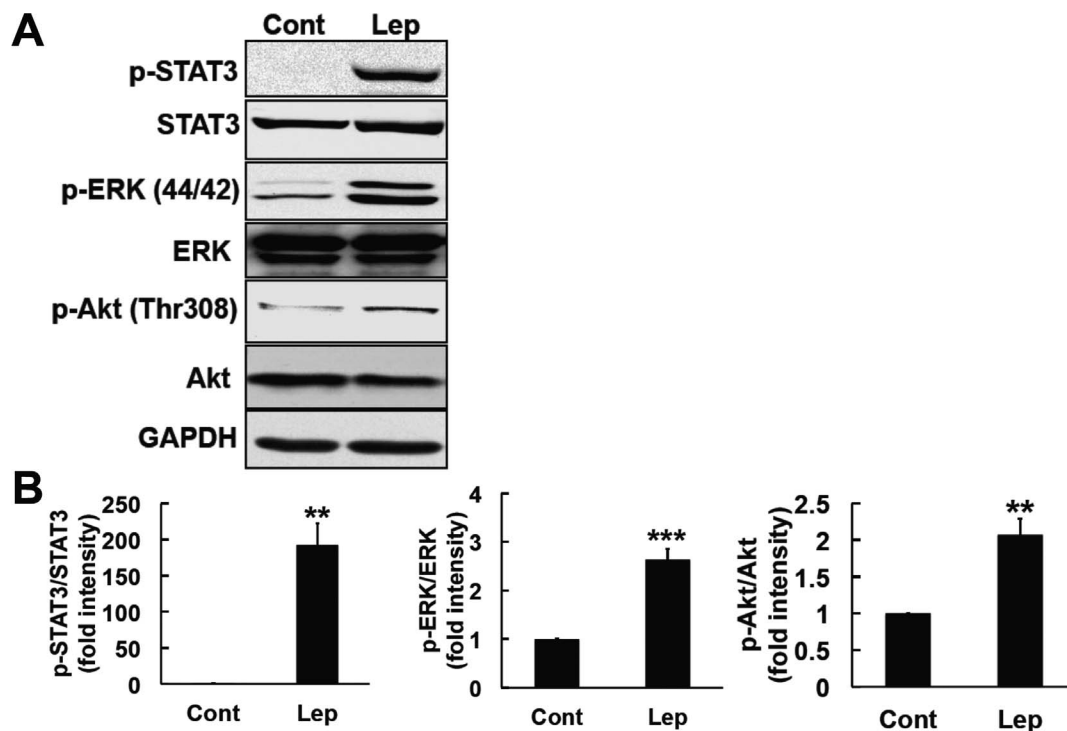 A
Cont Lep
p-STAT3
STAT3
p-ERK (44/42)
ERK
p-Akt (Thr308)
Akt
GAPDH
B
p-STAT3/STAT3
(fold intensity)
250
200
150
100
50
0
**
Cont Lep
p-ERK/ERK
(fold intensity)
4
3
2
1
0
***
Cont Lep
p-Akt/Akt
(fold intensity)
2.5
2
1.5
1
0.5
0
**
Cont Lep